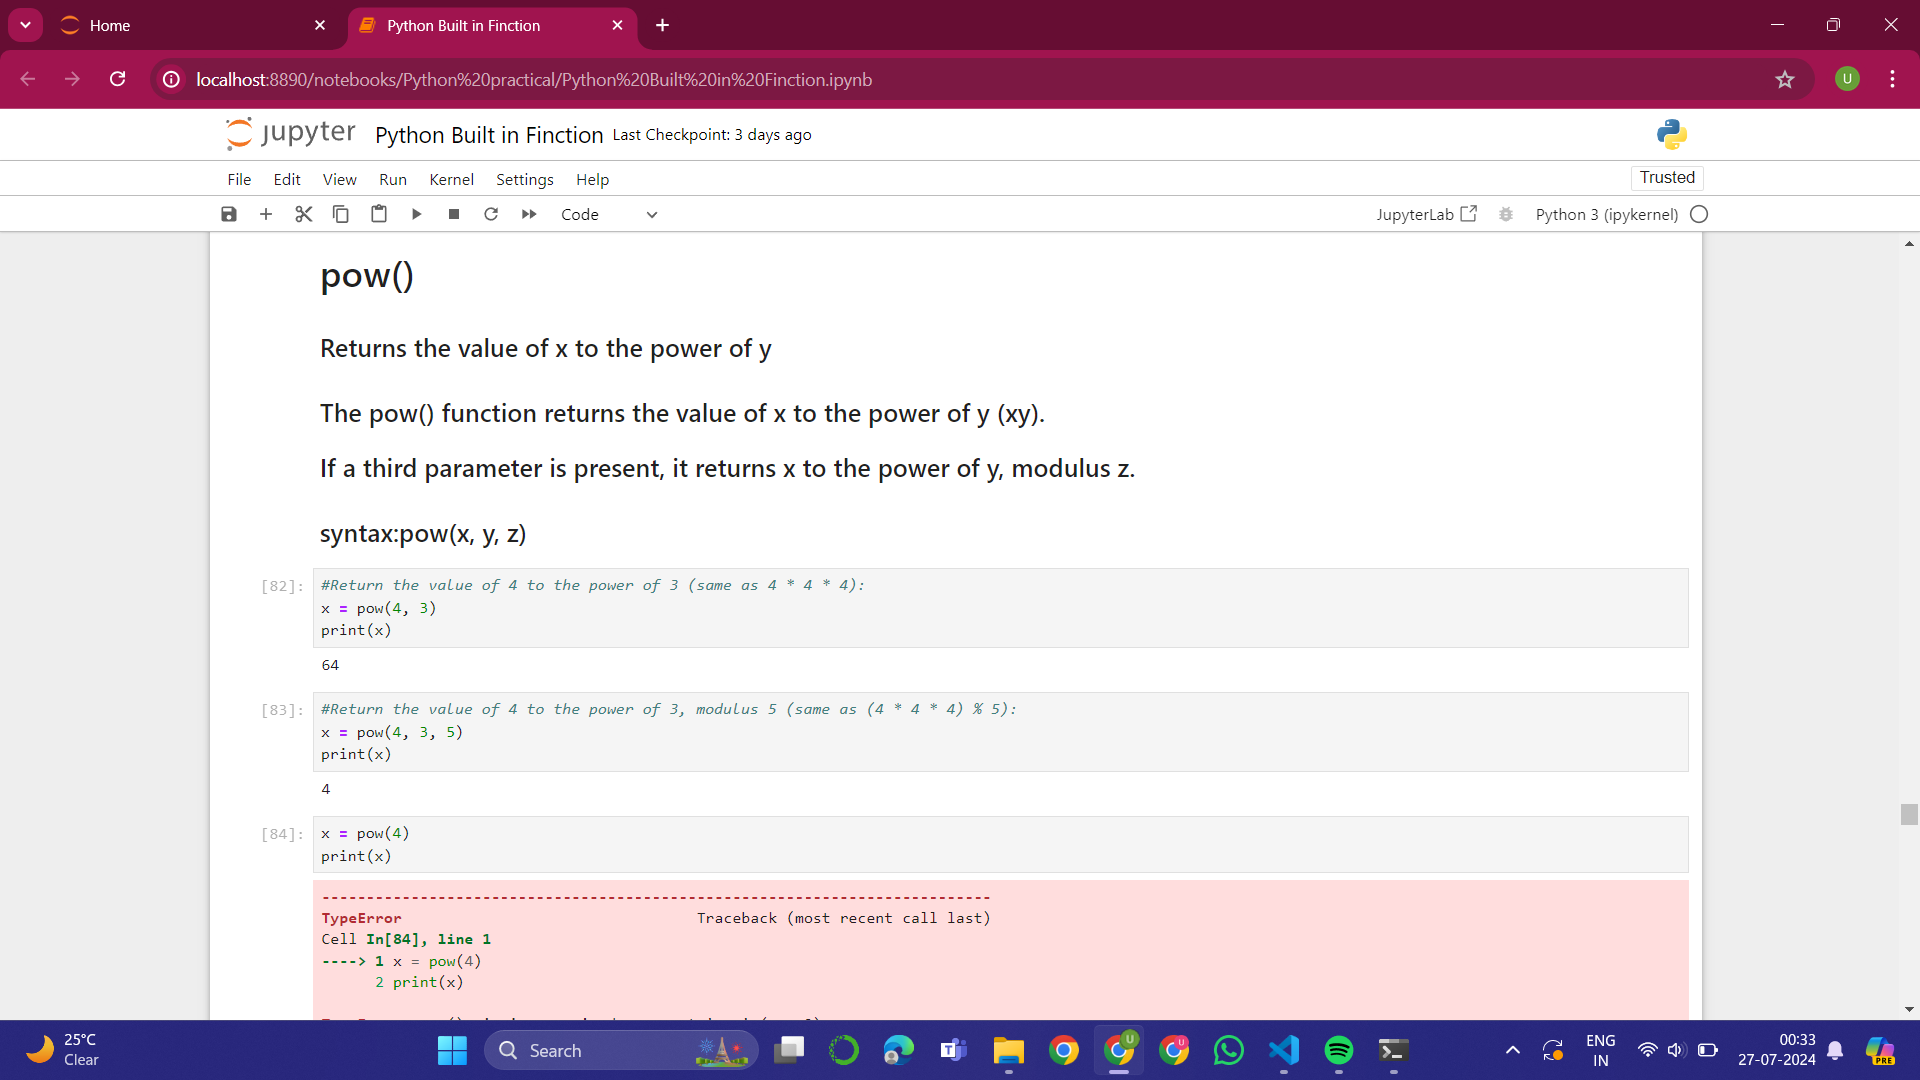 Home
Python Built in Finction
localhost:8890/notebooks/Python%20practical/Python%20Built%20in%20Finction.ipynb
U
jupyter Python Built in Finction Last Checkpoint: 3 days ago
File Edit View Run Kernel Settings Help
Trusted
Code
JupyterLab
Python 3 (ipykernel)
pow()
Returns the value of x to the power of y
The pow() function returns the value of x to the power of y (xy).
If a third parameter is present, it returns x to the power of y, modulus z.
syntax:pow(x, y, z)
[82]: #Return the value of 4 to the power of 3 (same as 4 * 4 * 4):
x = pow(4, 3)
print(x)
64
[83]: #Return the value of 4 to the power of 3, modulus 5 (same as (4 * 4 * 4) % 5):
x = pow(4, 3, 5)
print(x)
4
[84]: x = pow(4)
print(x)
---------------------------------------------------------------------------
TypeError Traceback (most recent call last)
Cell In[84], line 1
----> 1 x = pow(4)
2 print(x)
25°C
Clear
Search
U
U
ENG
IN
00:33
27-07-2024
PRE